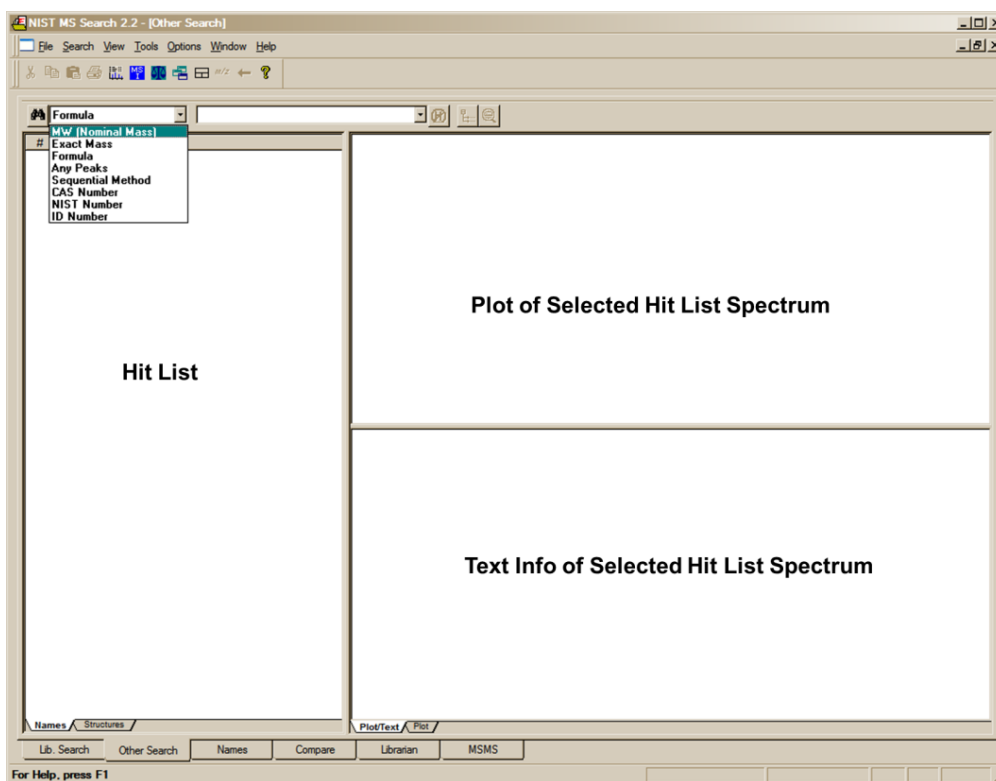 NIST MS Search 2.2 - [Other Search]
File Search View Tools Options Window Help
Formula
#
MW (Nominal Mass)
Exact Mass
Formula
Any Peaks
Sequential Method
CAS Number
NIST Number
ID Number
Plot of Selected Hit List Spectrum
Hit List
Text Info of Selected Hit List Spectrum
Names Structures
Plot/Text Plot
Lib. Search Other Search Names Compare Librarian MSMS
For Help, press F1